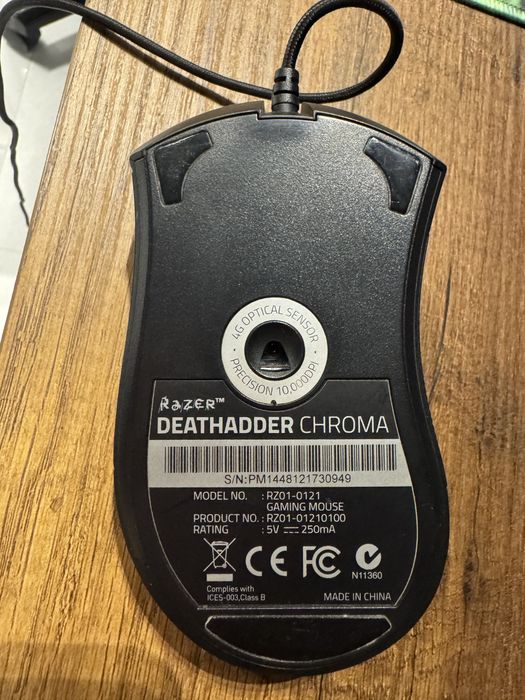 4G OPTICAL SENSOR
PRECISION 10,000DPI
RAZER™
DEATHADDER CHROMA
S/N:PM1448121730949
MODEL NO. : RZ01-0121
GAMING MOUSE
PRODUCT NO. : RZ01-01210100
RATING : 5V ⎓ 250mA
CE FC
N11360
Complies with
ICES-003,Class B
MADE IN CHINA